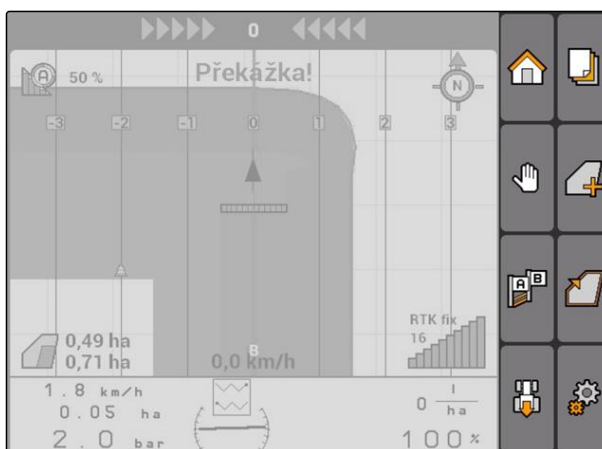 0
50 %
Překážka!
N
A
-3 -2 -1 0 1 2 3
A
RTK fix
16
0,49 ha
0,71 ha
B
0,0 km/h
1.8 km/h
0.05 ha
2.0 bar
0 l/ha
100%
A B